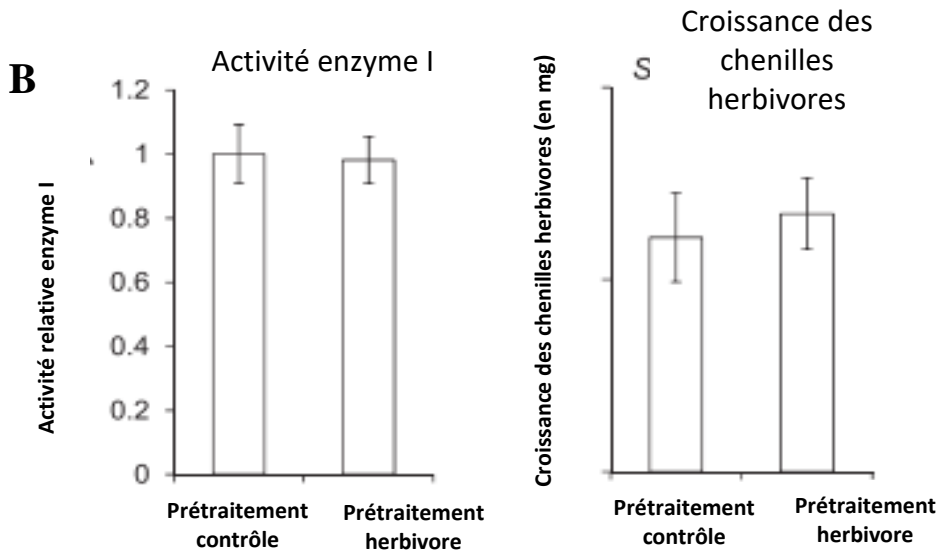 B
Activité enzyme I
Activité relative enzyme I
1.2
1
0.8
0.6
0.4
0.2
0
Prétraitement
contrôle
Prétraitement
herbivore
Croissance des
chenilles
herbivores
S
Croissance des chenilles herbivores (en mg)
Prétraitement
contrôle
Prétraitement
herbivore